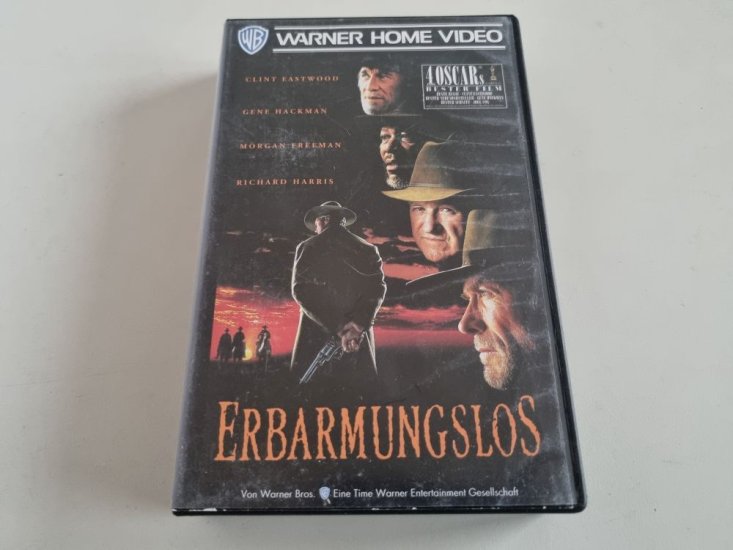 WB WARNER HOME VIDEO
CLINT EASTWOOD
4 OSCARs
BESTER FILM
GENE HACKMAN
MORGAN FREEMAN
RICHARD HARRIS
ERBARMUNGSLOS
Von Warner Bros. Eine Time Warner Entertainment Gesellschaft